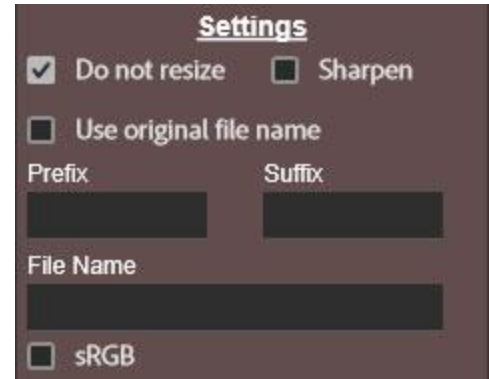 Settings
Do not resize Sharpen
Use original file name
Prefix Suffix
File Name
sRGB